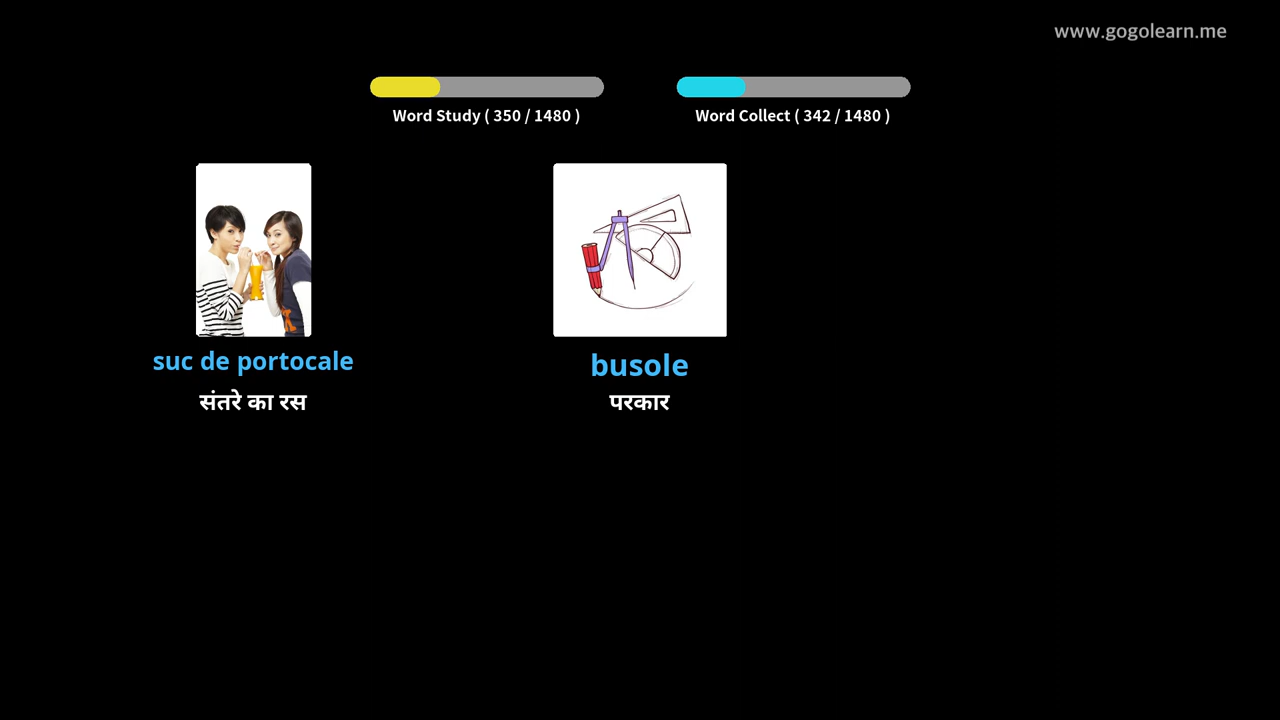 www.gogolearn.me
Word Study ( 350 / 1480 )
Word Collect ( 342 / 1480 )
suc de portocale
संतरे का रस
busole
परकार